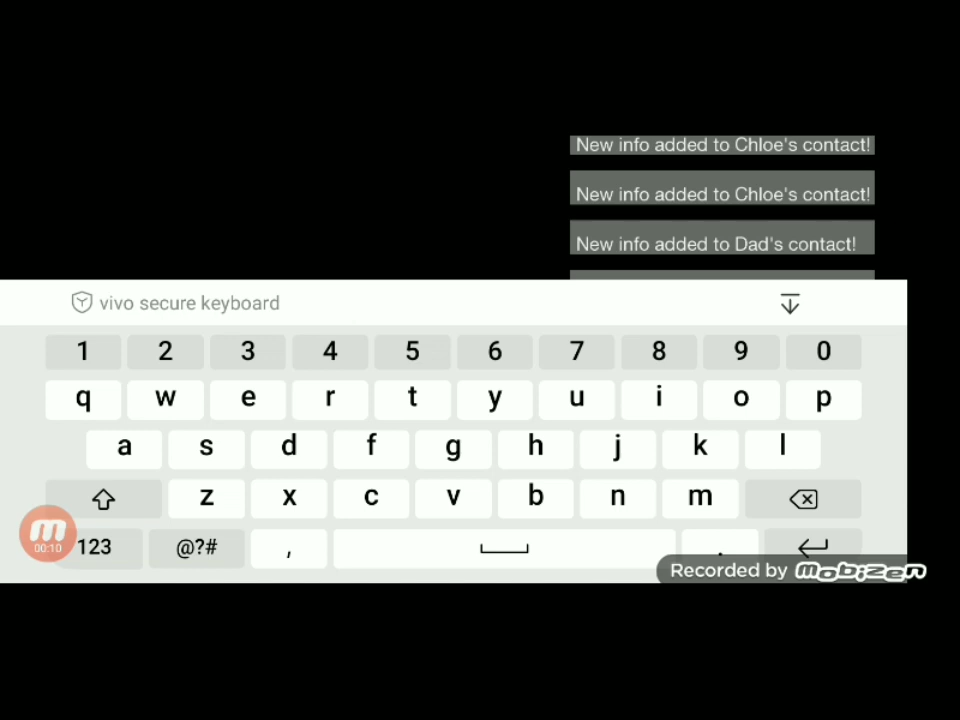 New info added to Chloe's contact!
New info added to Chloe's contact!
New info added to Dad's contact!
vivo secure keyboard
1 2 3 4 5 6 7 8 9 0
q w e r t y u i o p
a s d f g h j k l
z x c v b n m
00:10
123 @?# , .
Recorded by mobizen